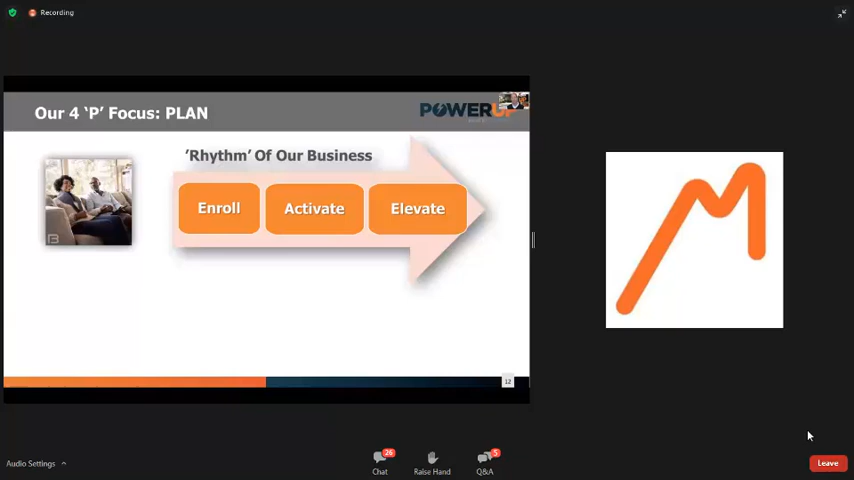 Recording
Our 4 ‘P’ Focus: PLAN
POWERUP
‘Rhythm’ Of Our Business
Enroll
Activate
Elevate
12
26
5
Audio Settings
Chat
Raise Hand
Q&A
Leave